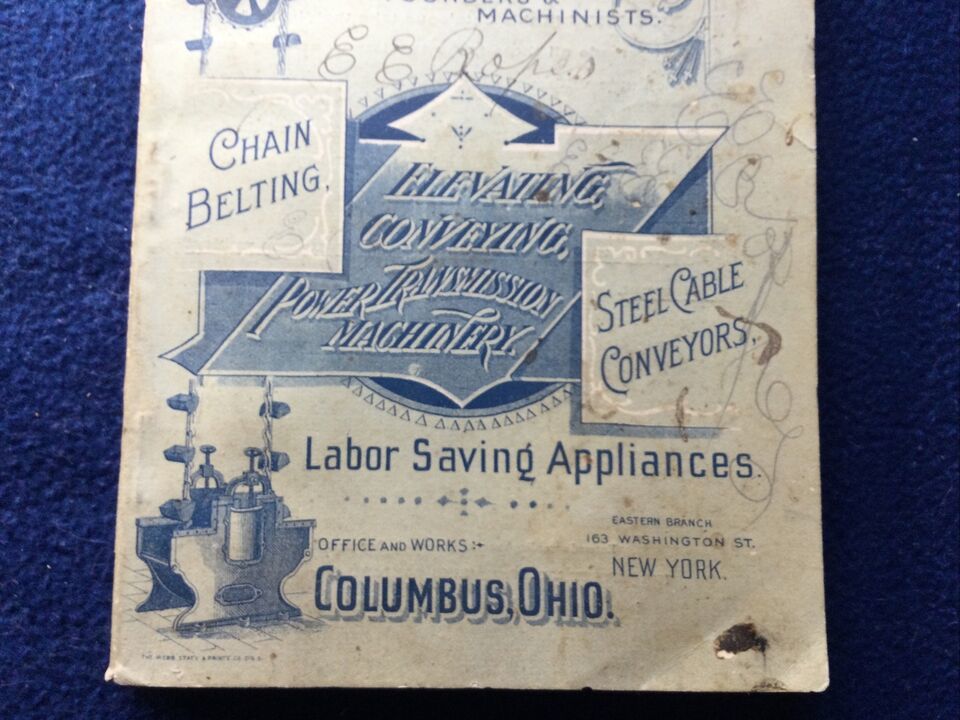 MACHINISTS.
E E Ropes
CHAIN
BELTING,
ELEVATING,
CONVEYING,
POWER TRANSMISSION
MACHINERY.
STEEL CABLE
CONVEYORS,
Labor Saving Appliances.
OFFICE AND WORKS:-
COLUMBUS, OHIO.
EASTERN BRANCH
163 WASHINGTON ST.
NEW YORK.